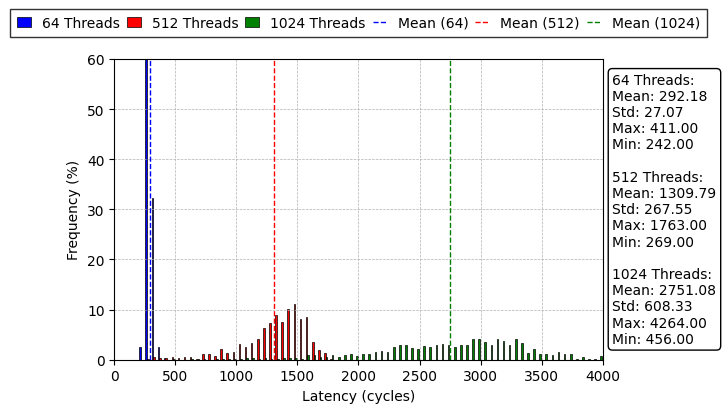 64 Threads 512 Threads 1024 Threads Mean (64) Mean (512) Mean (1024)
60
50
40
30
20
10
0
Frequency (%)
0 500 1000 1500 2000 2500 3000 3500 4000
Latency (cycles)
64 Threads:
Mean: 292.18
Std: 27.07
Max: 411.00
Min: 242.00
512 Threads:
Mean: 1309.79
Std: 267.55
Max: 1763.00
Min: 269.00
1024 Threads:
Mean: 2751.08
Std: 608.33
Max: 4264.00
Min: 456.00